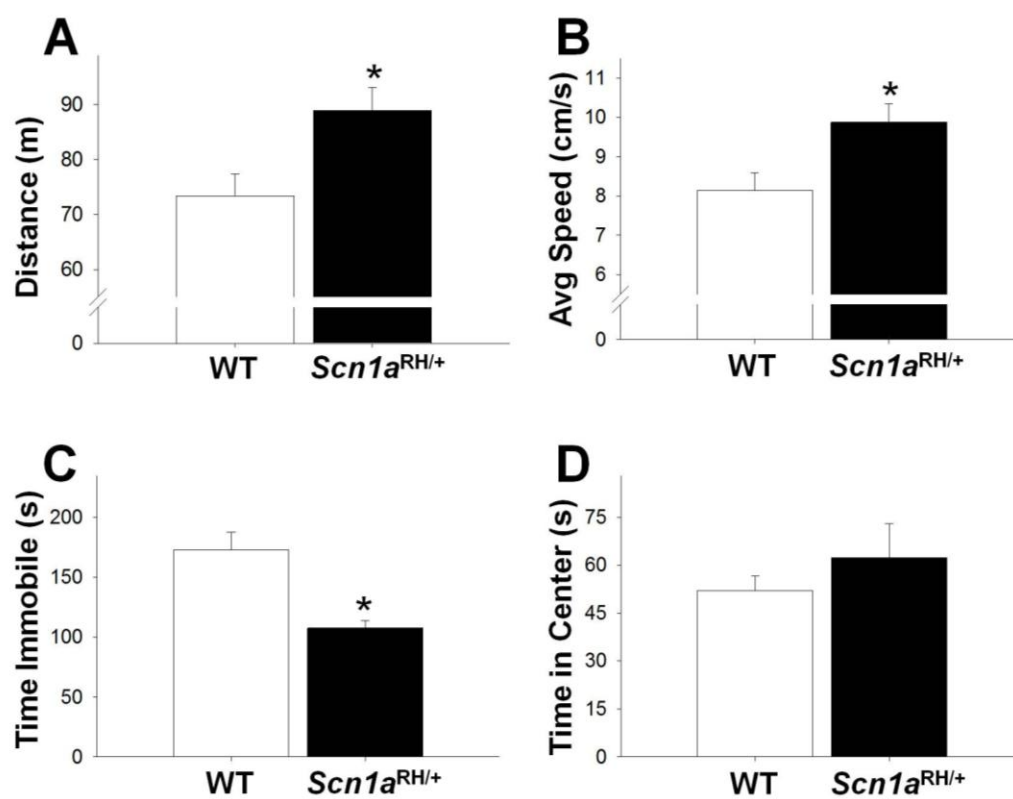 A
Distance (m)
90
80
70
60
0
*
WT
Scn1aRH/+
B
Avg Speed (cm/s)
11
10
9
8
7
6
0
*
WT
Scn1aRH/+
C
Time Immobile (s)
200
150
100
50
0
*
WT
Scn1aRH/+
D
Time in Center (s)
75
60
45
30
15
0
WT
Scn1aRH/+